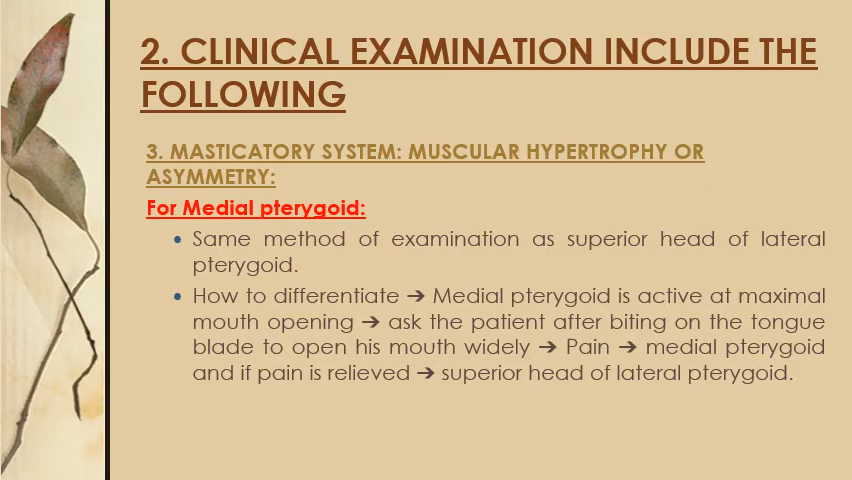 2. CLINICAL EXAMINATION INCLUDE THE
FOLLOWING
3. MASTICATORY SYSTEM: MUSCULAR HYPERTROPHY OR
ASYMMETRY:
For Medial pterygoid:
• Same method of examination as superior head of lateral
pterygoid.
• How to differentiate ➔ Medial pterygoid is active at maximal
mouth opening ➔ ask the patient after biting on the tongue
blade to open his mouth widely ➔ Pain ➔ medial pterygoid
and if pain is relieved ➔ superior head of lateral pterygoid.